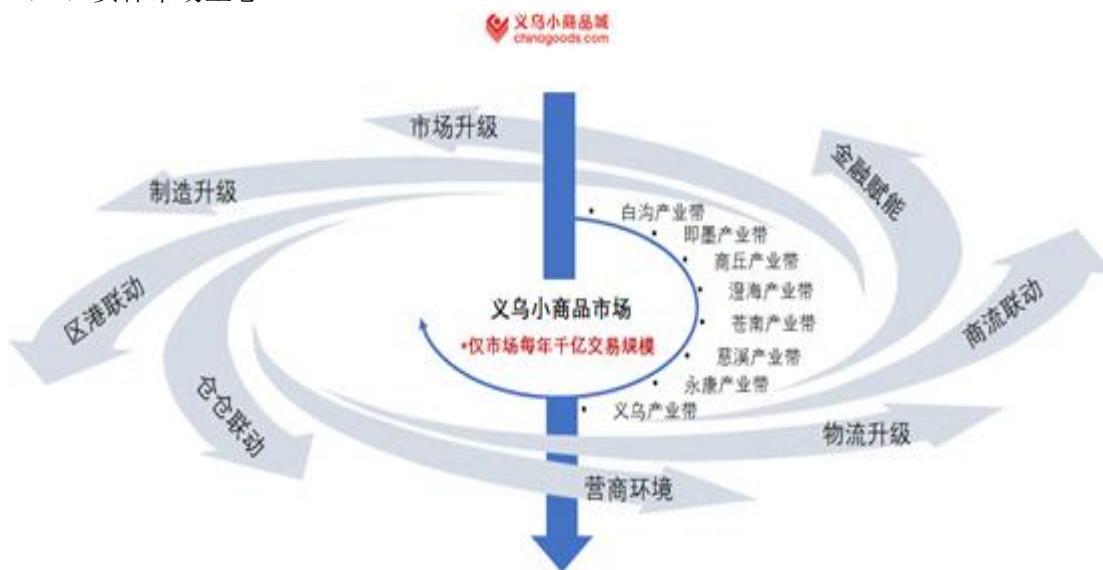 义乌小商品城
chinagoods.com
市场升级
制造升级
金融赋能
白沟产业带
即墨产业带
商丘产业带
澄海产业带
苍南产业带
慈溪产业带
永康产业带
义乌产业带
义乌小商品市场
*仅市场每年千亿交易规模
区港联动
商流联动
仓仓联动
物流升级
营商环境